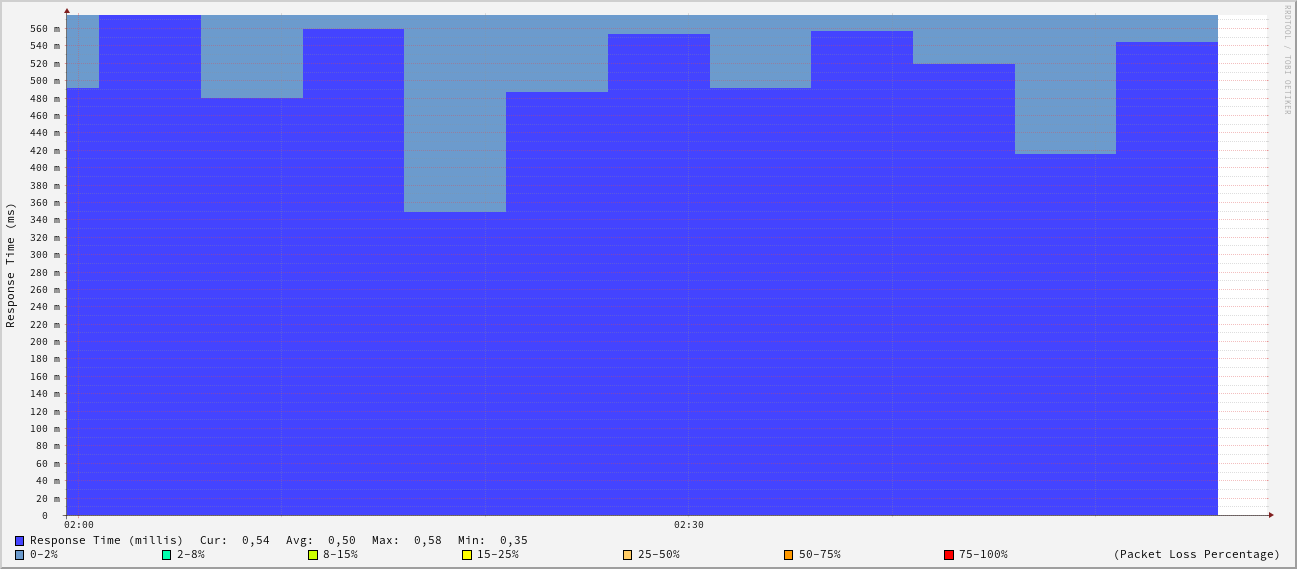 RRDTOOL / TOBI OETIKER
Response Time (ms)
560 m
540 m
520 m
500 m
480 m
460 m
440 m
420 m
400 m
380 m
360 m
340 m
320 m
300 m
280 m
260 m
240 m
220 m
200 m
180 m
160 m
140 m
120 m
100 m
80 m
60 m
40 m
20 m
0
02:00 02:30
Response Time (millis) Cur: 0,54 Avg: 0,50 Max: 0,58 Min: 0,35
0-2% 2-8% 8-15% 15-25% 25-50% 50-75% 75-100% (Packet Loss Percentage)